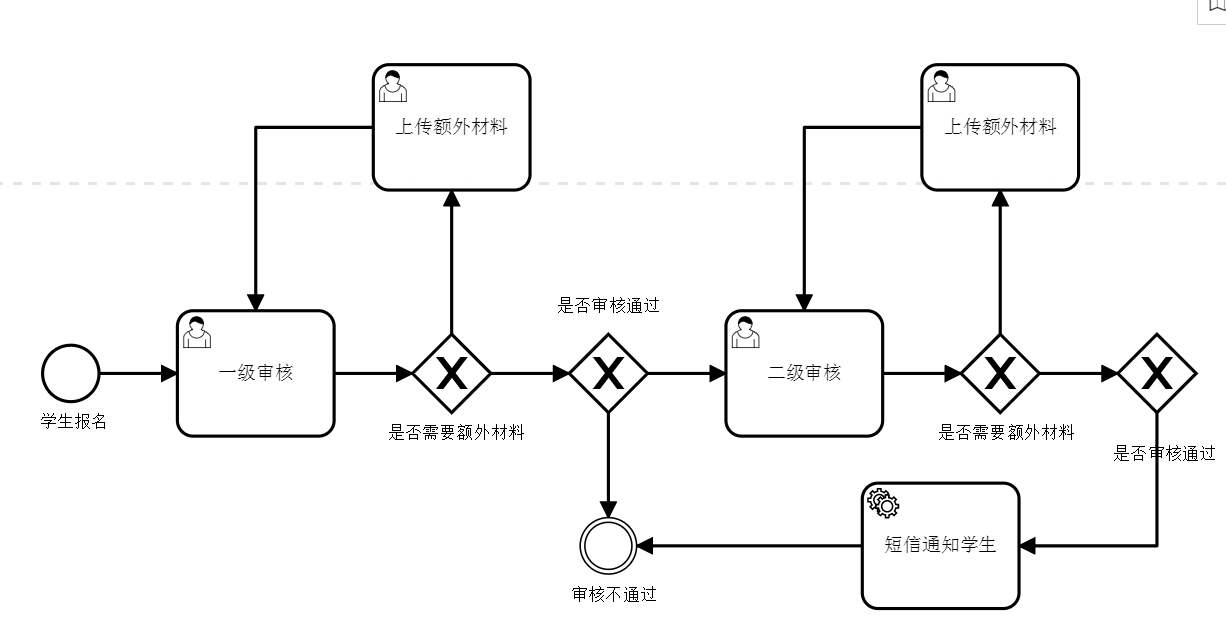 上传额外材料
上传额外材料
是否审核通过
一级审核
二级审核
学生报名
是否需要额外材料
是否需要额外材料
是否审核通过
短信通知学生
审核不通过